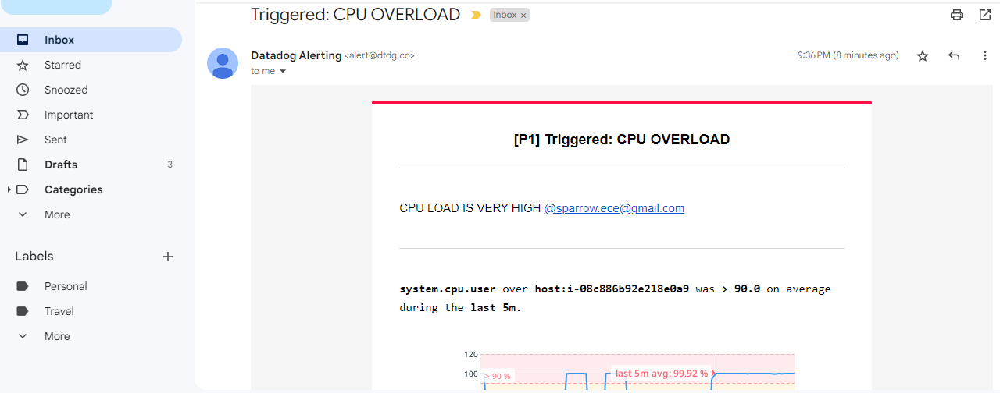 Triggered: CPU OVERLOAD Inbox ×
Inbox
Starred
Snoozed
Important
Sent
Drafts 3
Categories
More
Labels +
Personal
Travel
More
Datadog Alerting <alert@dtdg.co> 9:36 PM (8 minutes ago)
to me
[P1] Triggered: CPU OVERLOAD
CPU LOAD IS VERY HIGH @sparrow.ece@gmail.com
system.cpu.user over host:i-08c886b92e218e0a9 was > 90.0 on average
during the last 5m.
120
100
> 90 %
last 5m avg: 99.92 %